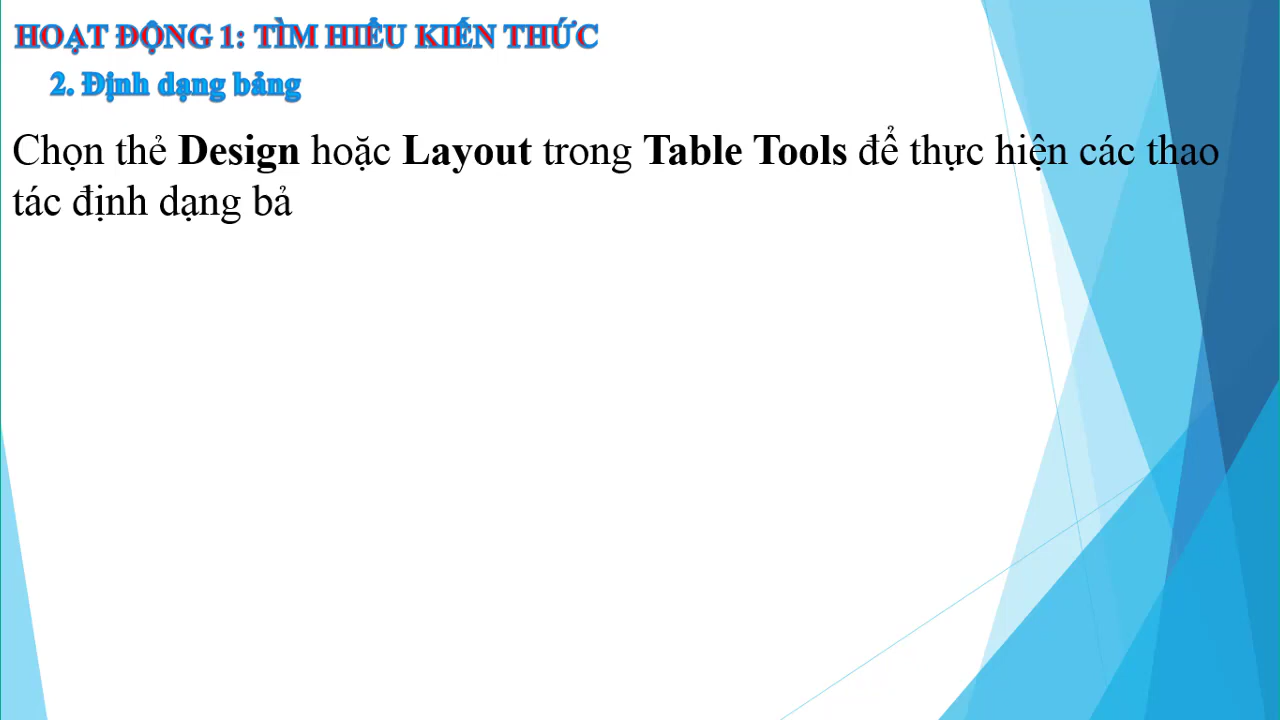 HOẠT ĐỘNG 1: TÌM HIỂU KIẾN THỨC
2. Định dạng bảng
Chọn thẻ Design hoặc Layout trong Table Tools để thực hiện các thao
tác định dạng bả